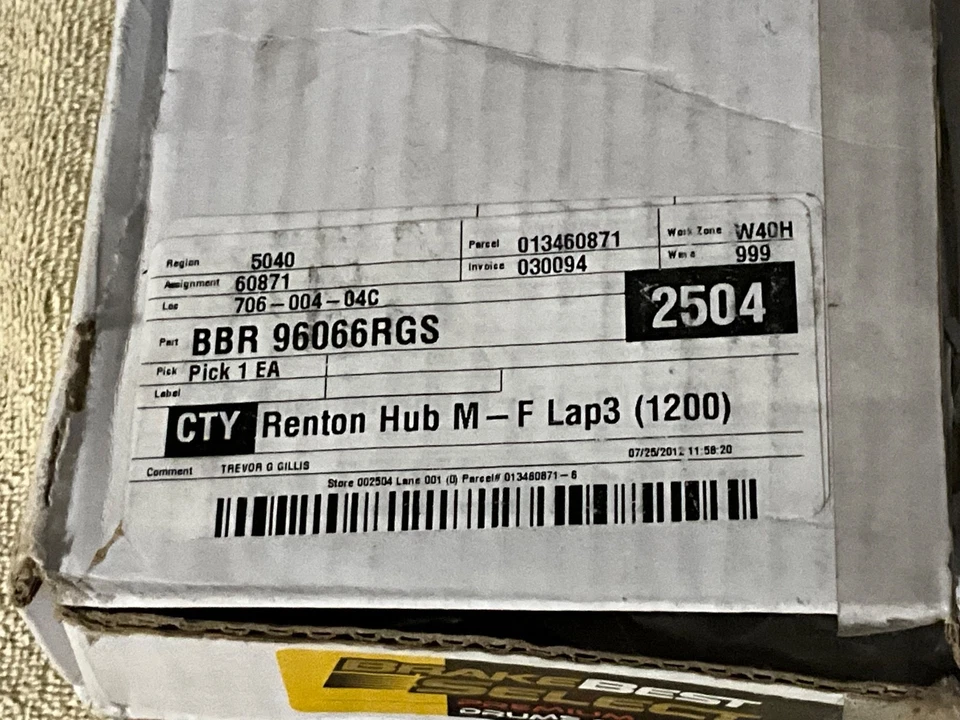 Region 5040
Parcel 013460871
Work Zone W40H
Assignment 60871
Invoice 030094
Wave 999
Loc 706-004-04C
2504
Part BBR 96066RGS
Pick Pick 1 EA
Label
CTY Renton Hub M-F Lap3 (1200)
07/25/2012 11:58:20
Comment TREVOR G GILLIS
Store 002504 Lane 001 (0) Parcel# 013460871-6
BRAKEBEST
SELECT
PREMIUM
DRUMS